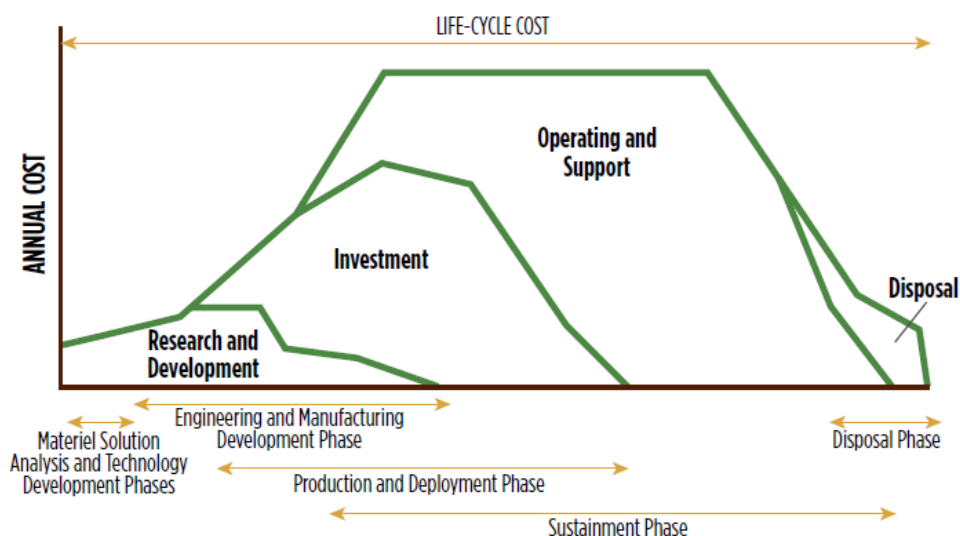 LIFE-CYCLE COST
ANNUAL COST
Operating and
Support
Investment
Disposal
Research and
Development
Engineering and Manufacturing
Development Phase
Materiel Solution
Analysis and Technology
Development Phases
Disposal Phase
Production and Deployment Phase
Sustainment Phase